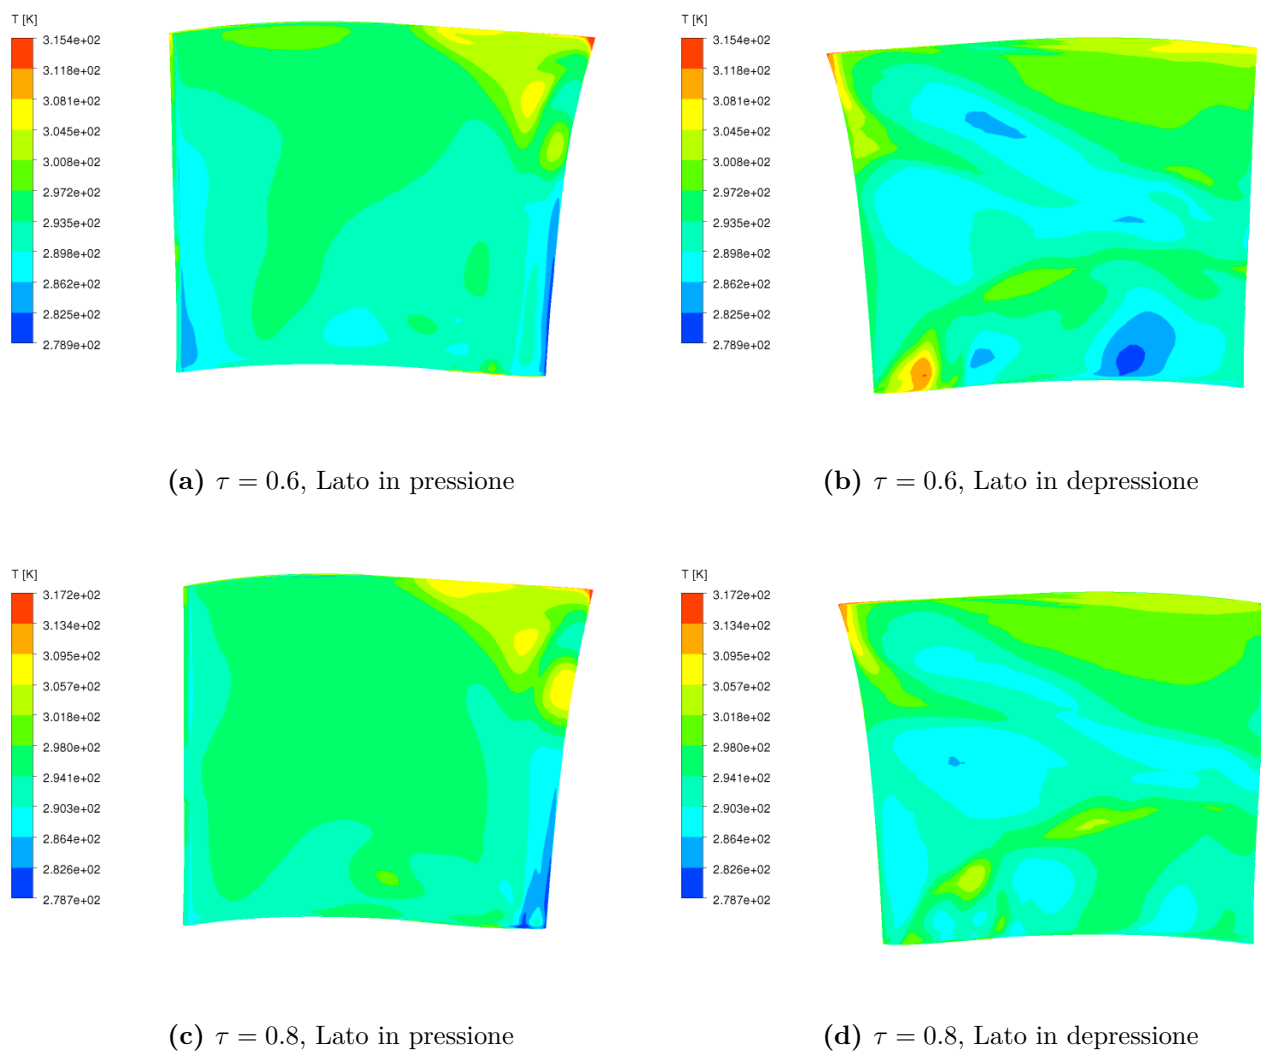 T [K]
3.154e+02
3.118e+02
3.081e+02
3.045e+02
3.008e+02
2.972e+02
2.935e+02
2.898e+02
2.862e+02
2.825e+02
2.789e+02
(a) τ = 0.6, Lato in pressione
T [K]
3.154e+02
3.118e+02
3.081e+02
3.045e+02
3.008e+02
2.972e+02
2.935e+02
2.898e+02
2.862e+02
2.825e+02
2.789e+02
(b) τ = 0.6, Lato in depressione
T [K]
3.172e+02
3.134e+02
3.095e+02
3.057e+02
3.018e+02
2.980e+02
2.941e+02
2.903e+02
2.864e+02
2.826e+02
2.787e+02
(c) τ = 0.8, Lato in pressione
T [K]
3.172e+02
3.134e+02
3.095e+02
3.057e+02
3.018e+02
2.980e+02
2.941e+02
2.903e+02
2.864e+02
2.826e+02
2.787e+02
(d) τ = 0.8, Lato in depressione